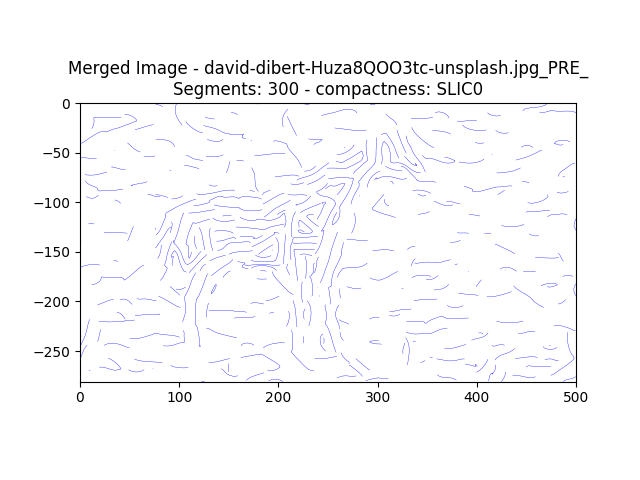 Merged Image - david-dibert-Huza8QOO3tc-unsplash.jpg_PRE_
Segments: 300 - compactness: SLIC0
0
−50
−100
−150
−200
−250
0 100 200 300 400 500